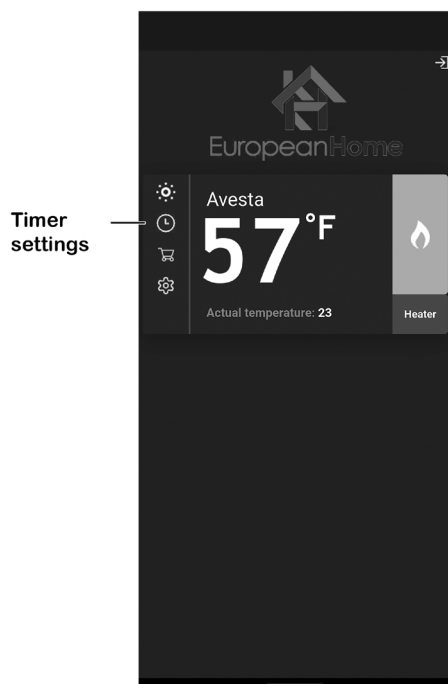 EuropeanHome
Timer
settings
Avesta
57°F
Actual temperature: 23
Heater